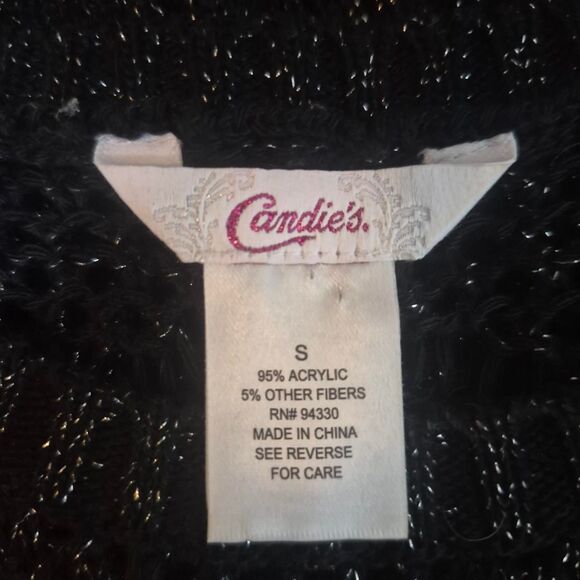 Candie's.
S
95% ACRYLIC
5% OTHER FIBERS
RN# 94330
MADE IN CHINA
SEE REVERSE
FOR CARE